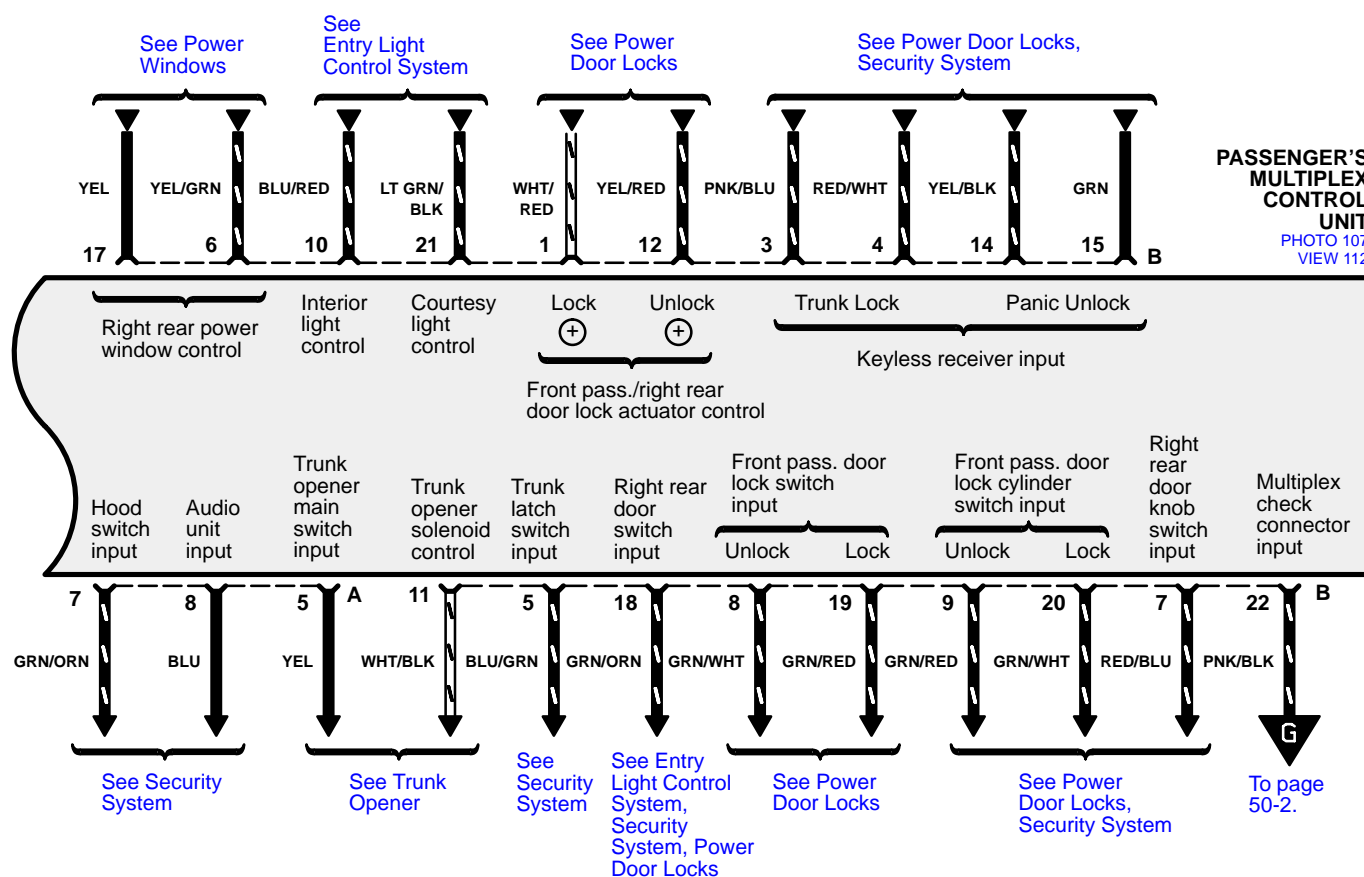 See Power
Windows
See
Entry Light
Control System
See Power
Door Locks
See Power Door Locks,
Security System
PASSENGER'S
MULTIPLEX
CONTROL
UNIT
PHOTO 107
VIEW 112
YEL
YEL/GRN
BLU/RED
LT GRN/
BLK
WHT/
RED
YEL/RED
PNK/BLU
RED/WHT
YEL/BLK
GRN
17
6
10
21
1
12
3
4
14
15
B
Right rear power
window control
Interior
light
control
Courtesy
light
control
Lock
+
Unlock
+
Front pass./right rear
door lock actuator control
Trunk Lock
Panic Unlock
Keyless receiver input
Hood
switch
input
Audio
unit
input
Trunk
opener
main
switch
input
Trunk
opener
solenoid
control
Trunk
latch
switch
input
Right rear
door
switch
input
Front pass. door
lock switch
input
Unlock
Lock
Front pass. door
lock cylinder
switch input
Unlock
Lock
Right
rear
door
knob
switch
input
Multiplex
check
connector
input
7
8
5
A
11
5
18
8
19
9
20
7
22
B
GRN/ORN
BLU
YEL
WHT/BLK
BLU/GRN
GRN/ORN
GRN/WHT
GRN/RED
GRN/RED
GRN/WHT
RED/BLU
PNK/BLK
G
See Security
System
See Trunk
Opener
See
Security
System
See Entry
Light Control
System,
Security
System, Power
Door Locks
See Power
Door Locks
See Power
Door Locks,
Security System
To page
50-2.